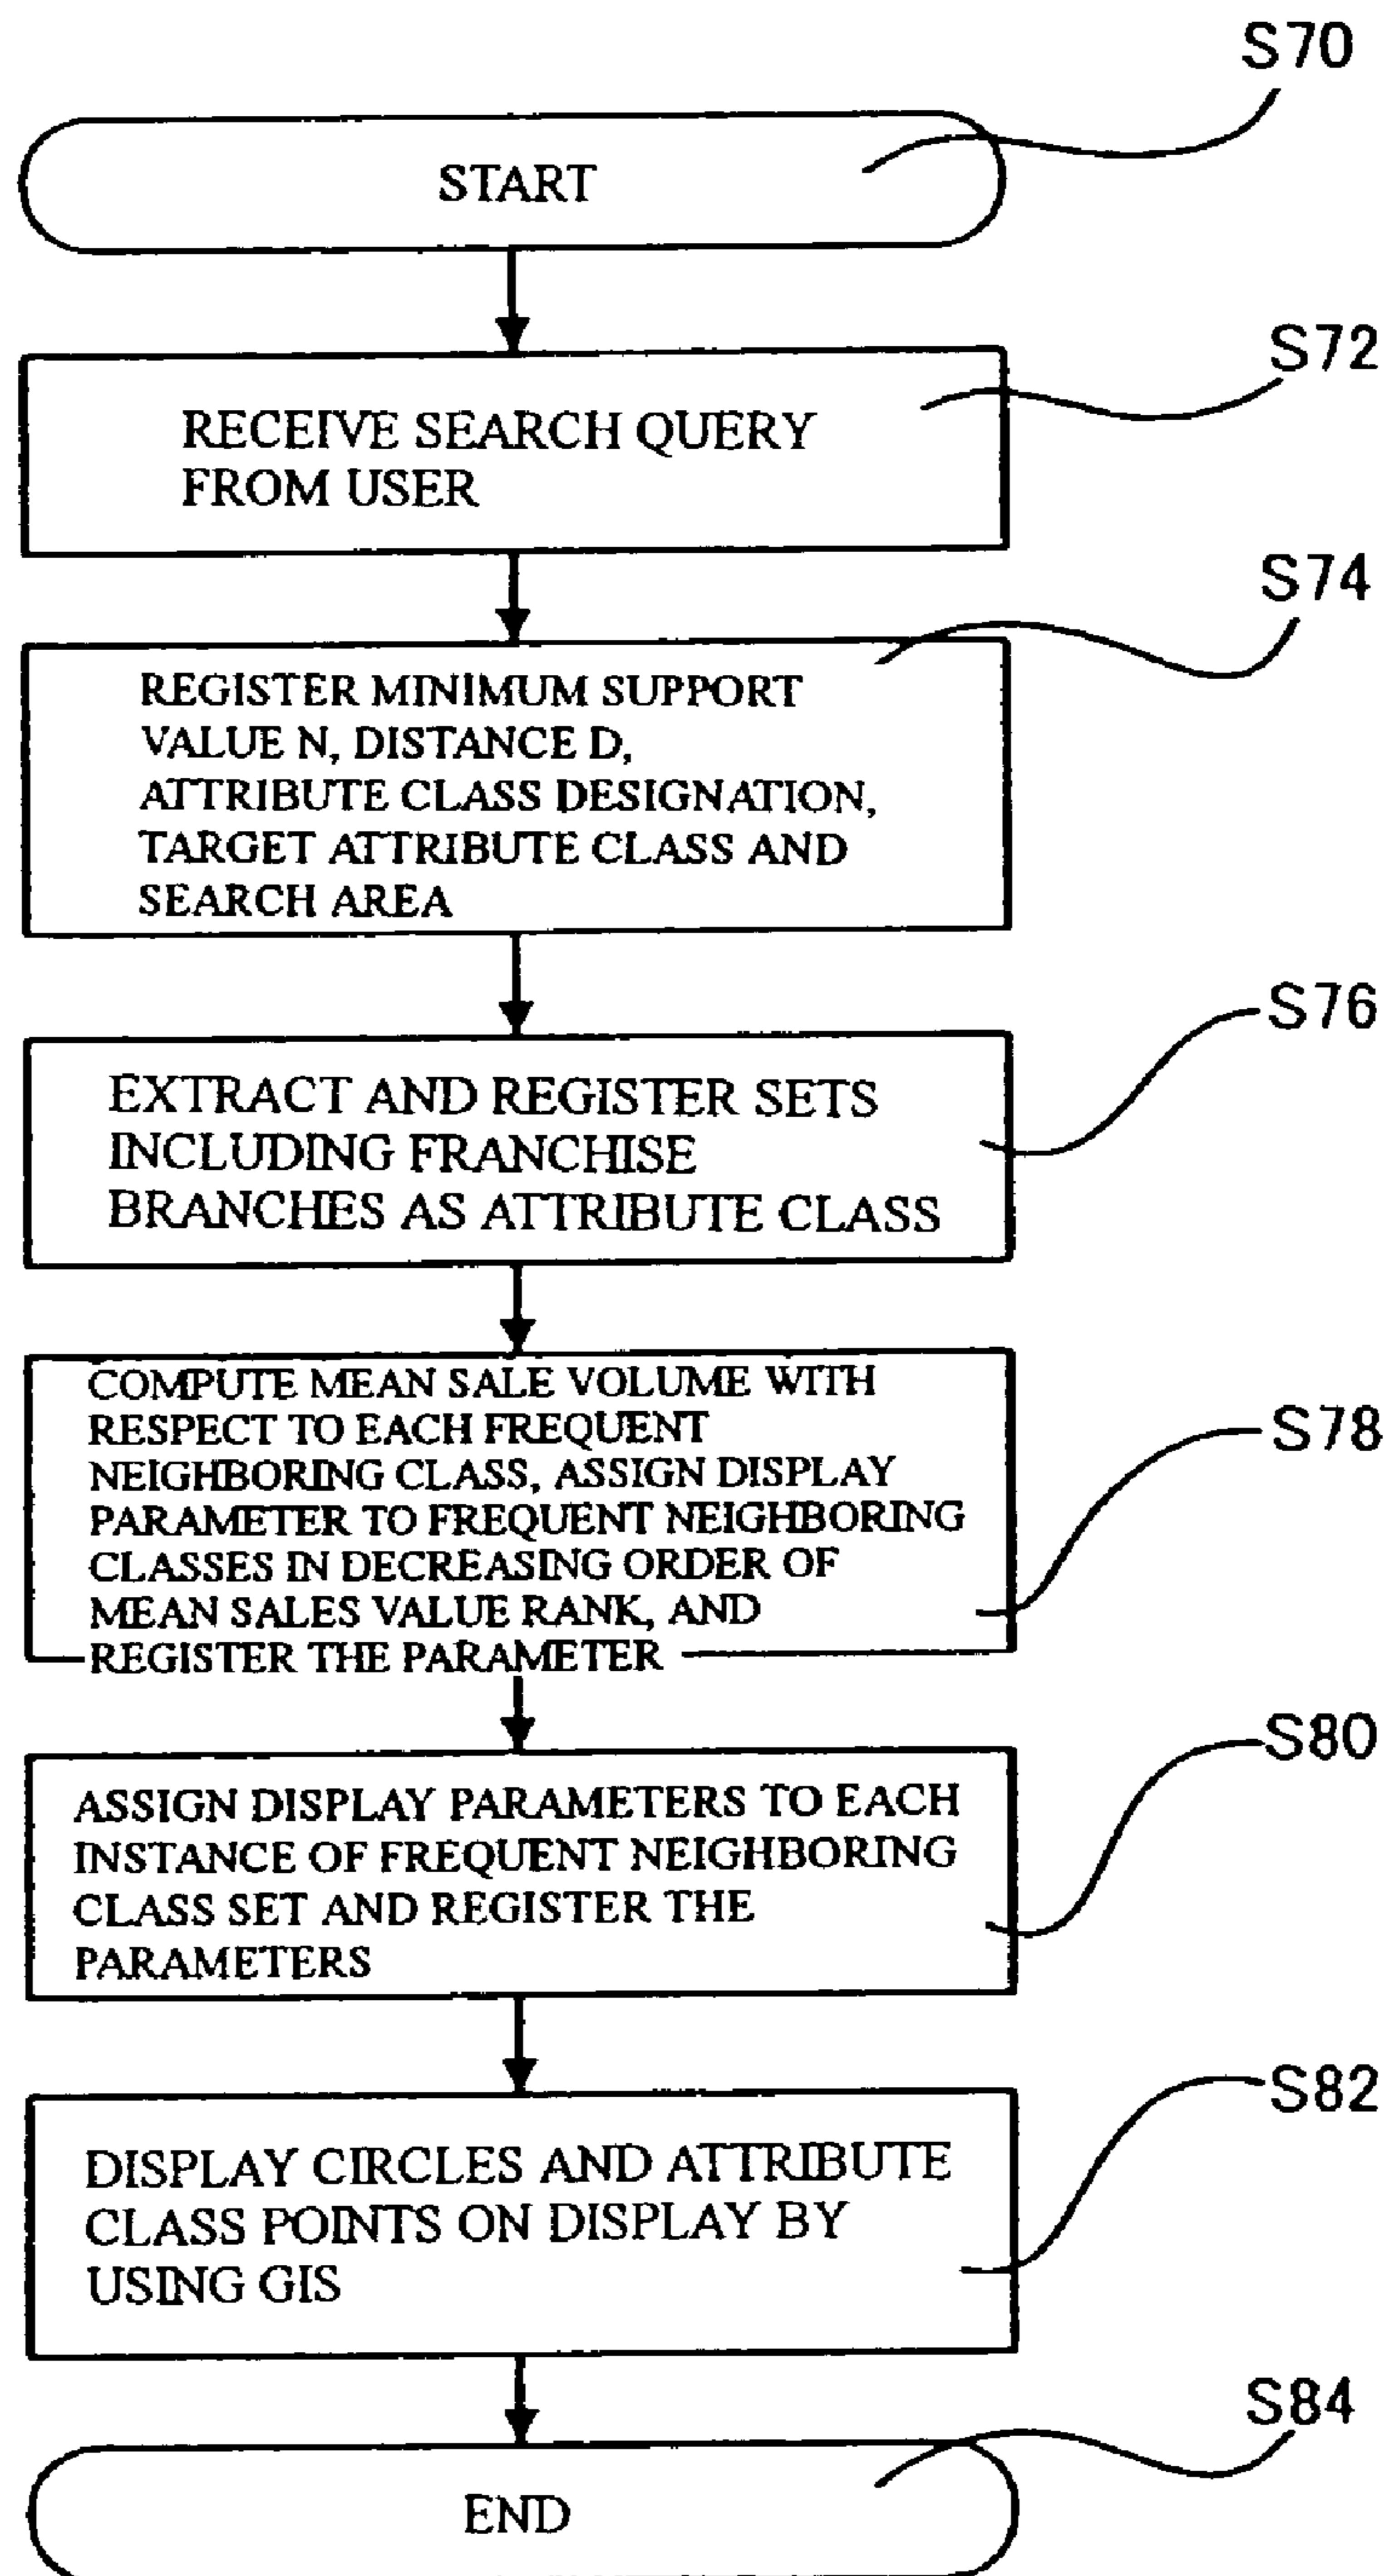 S70
START
S72
RECEIVE SEARCH QUERY
FROM USER
S74
REGISTER MINIMUM SUPPORT
VALUE N, DISTANCE D,
ATTRIBUTE CLASS DESIGNATION,
TARGET ATTRIBUTE CLASS AND
SEARCH AREA
S76
EXTRACT AND REGISTER SETS
INCLUDING FRANCHISE
BRANCHES AS ATTRIBUTE CLASS
COMPUTE MEAN SALE VOLUME WITH
RESPECT TO EACH FREQUENT
S78
NEIGHBORING CLASS, ASSIGN DISPLAY
PARAMETER TO FREQUENT NEIGHBORING
CLASSES IN DECREASING ORDER OF
MEAN SALES VALUE RANK, AND
REGISTER THE PARAMETER
S80
ASSIGN DISPLAY PARAMETERS TO EACH
INSTANCE OF FREQUENT NEIGHBORING
CLASS SET AND REGISTER THE
PARAMETERS
S82
DISPLAY CIRCLES AND ATTRIBUTE
CLASS POINTS ON DISPLAY BY
USING GIS
S84
END